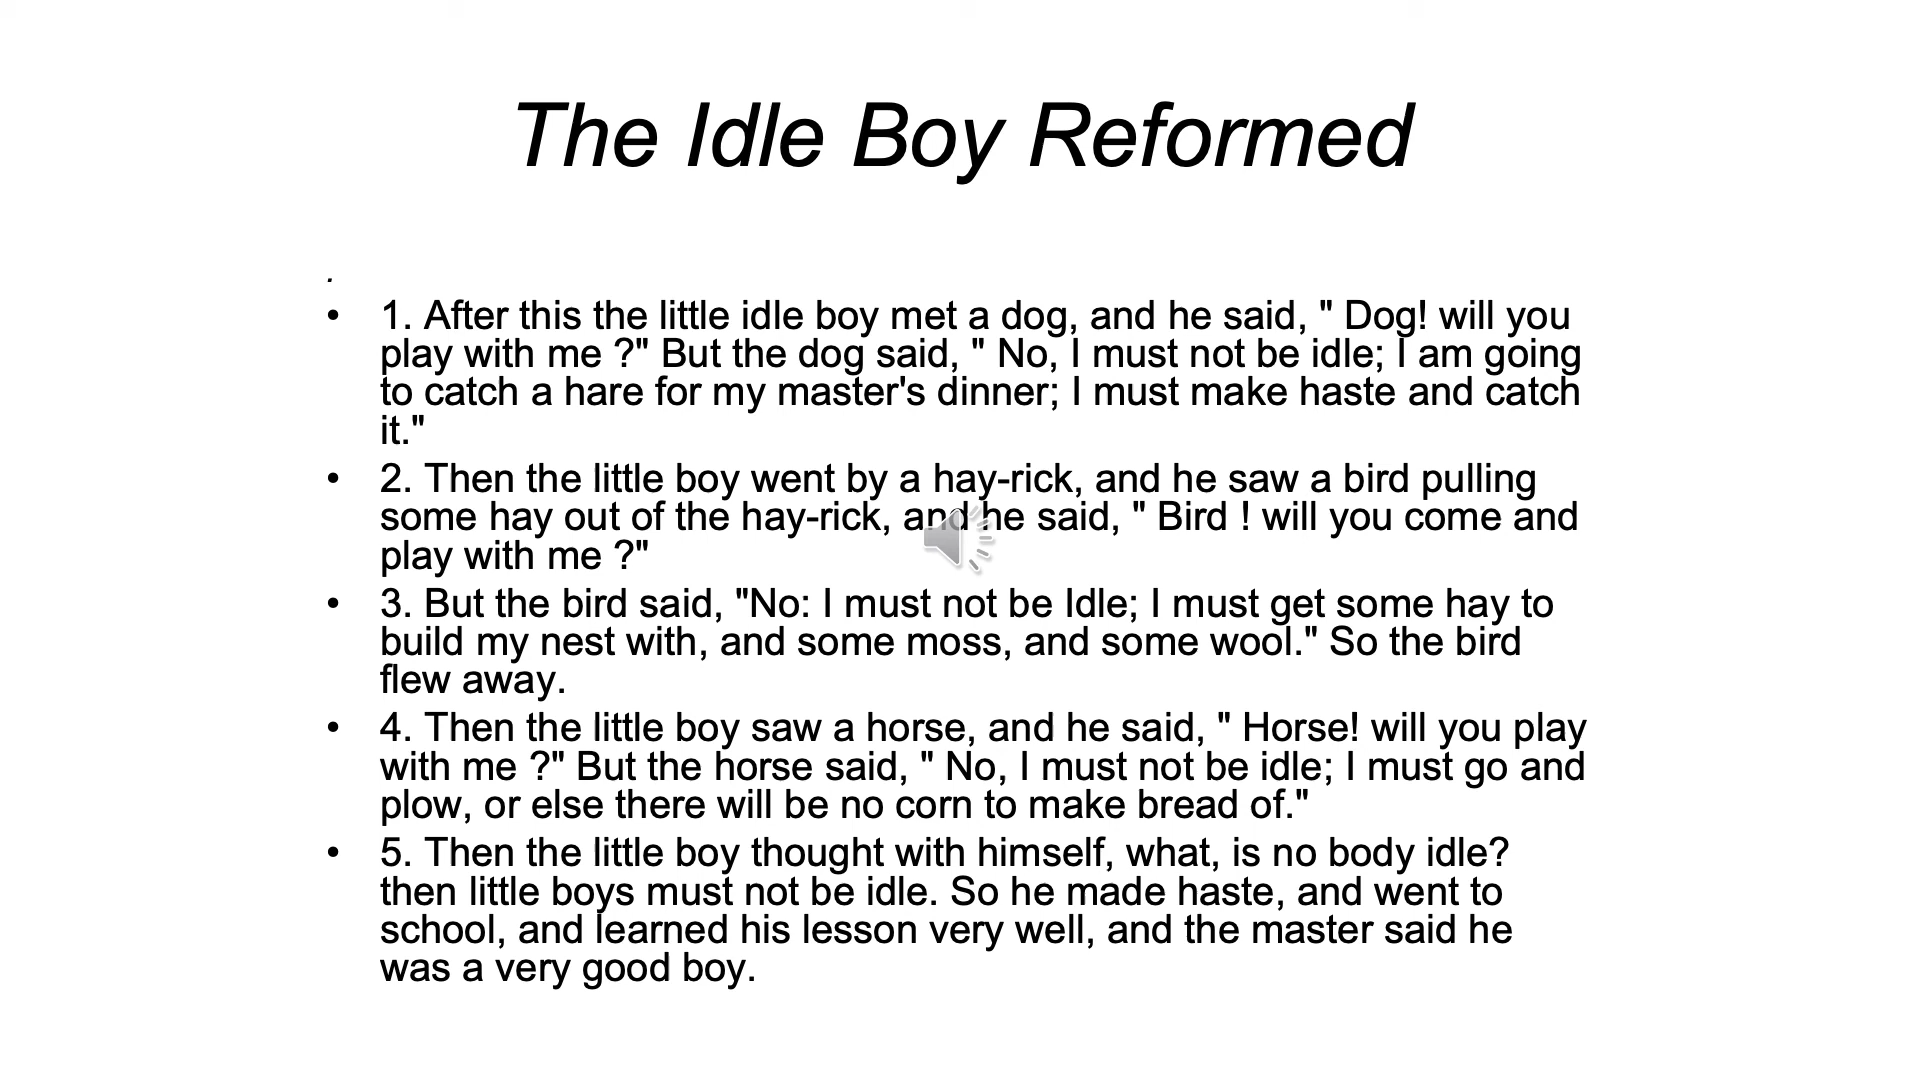 The Idle Boy Reformed
.
• 1. After this the little idle boy met a dog, and he said, " Dog! will you
play with me ?" But the dog said, " No, I must not be idle; I am going
to catch a hare for my master's dinner; I must make haste and catch
it."
• 2. Then the little boy went by a hay-rick, and he saw a bird pulling
some hay out of the hay-rick, and he said, " Bird ! will you come and
play with me ?"
• 3. But the bird said, "No: I must not be Idle; I must get some hay to
build my nest with, and some moss, and some wool." So the bird
flew away.
• 4. Then the little boy saw a horse, and he said, " Horse! will you play
with me ?" But the horse said, " No, I must not be idle; I must go and
plow, or else there will be no corn to make bread of."
• 5. Then the little boy thought with himself, what, is no body idle?
then little boys must not be idle. So he made haste, and went to
school, and learned his lesson very well, and the master said he
was a very good boy.